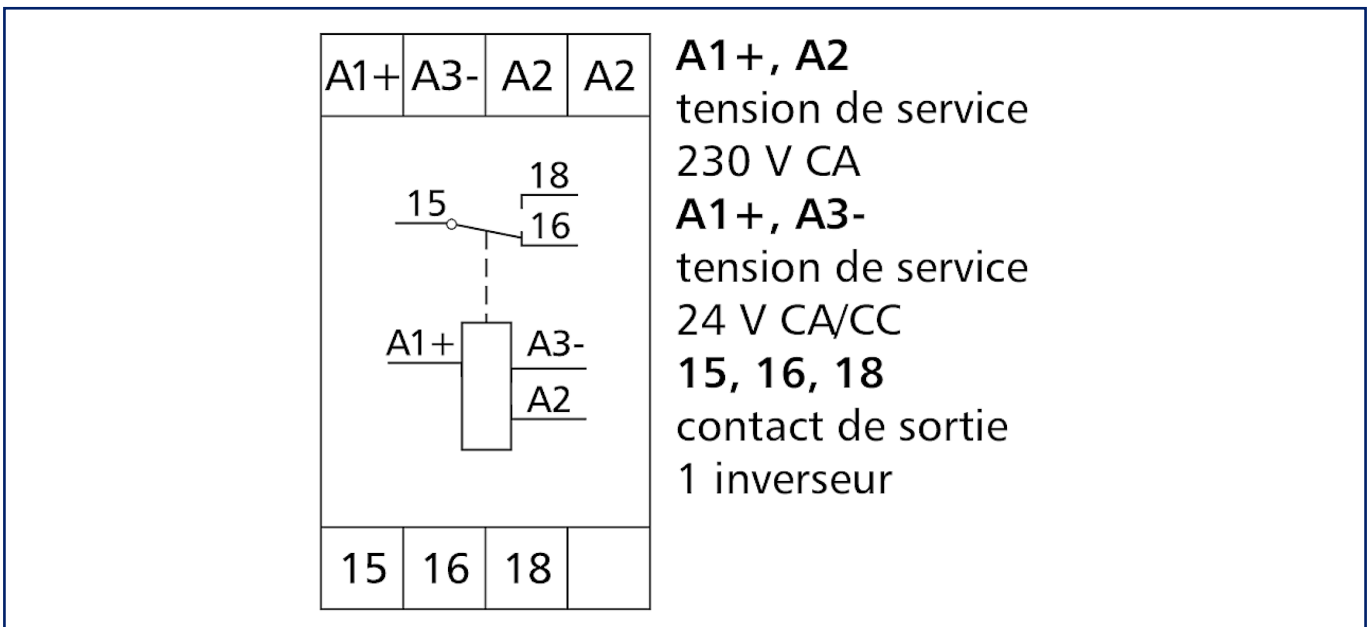 A1+ A3- A2 A2
18
15
16
A1+ A3-
A2
15 16 18
A1+, A2
tension de service
230 V CA
A1+, A3-
tension de service
24 V CA/CC
15, 16, 18
contact de sortie
1 inverseur